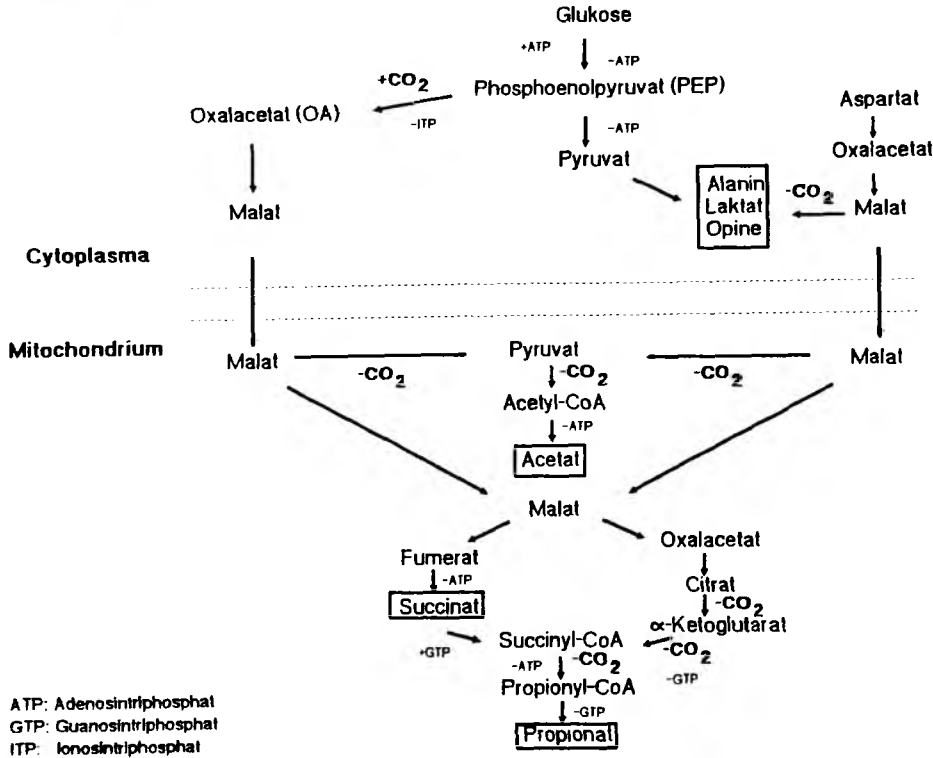 Glukose
+ATP
-ATP
+CO2
Phosphoenolpyruvat (PEP)
Oxalacetat (OA)
-ITP
-ATP
Aspartat
Oxalacetat
Pyruvat
Alanin
Laktat
Opine
-CO2
Malat
Malat
Cytoplasma
Mitochondrium
Malat
-CO2
Pyruvat
-CO2
-CO2
Malat
Acetyl-CoA
-ATP
Acetat
Malat
Fumerat
-ATP
Succinat
Oxalacetat
Citrat
-CO2
α-Ketoglutarat
+GTP
Succinyl-CoA
-CO2
-GTP
-ATP
-CO2
Propionyl-CoA
-GTP
Propionat
ATP: Adenosintriphosphat
GTP: Guanosintriphosphat
ITP: Ionosintriphosphat